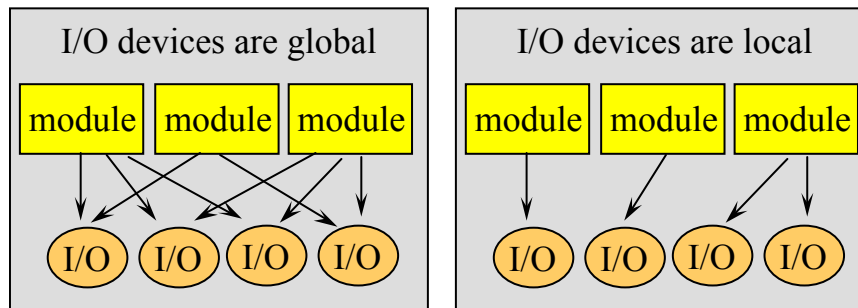 I/O devices are global
module module module
I/O I/O I/O I/O
I/O devices are local
module module module
I/O I/O I/O I/O